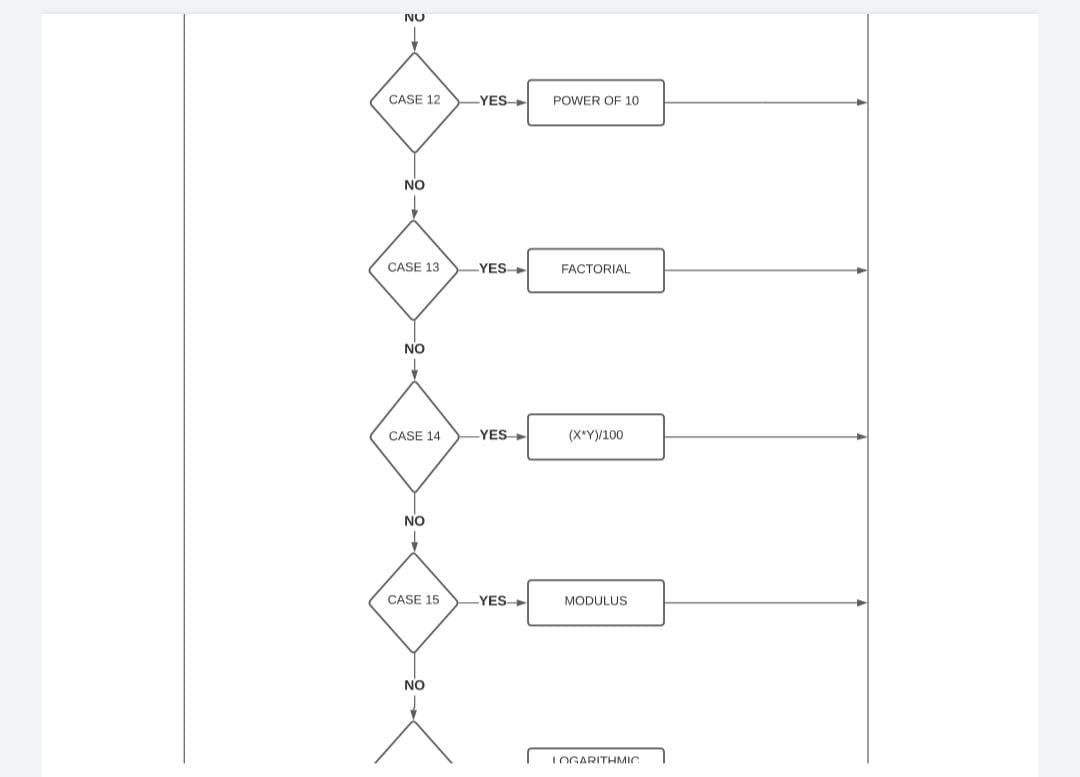 NO
CASE 12
YES
POWER OF 10
NO
CASE 13
YES
FACTORIAL
NO
CASE 14
YES
(X*Y)/100
NO
CASE 15
YES
MODULUS
NO
LOGARITHMIC